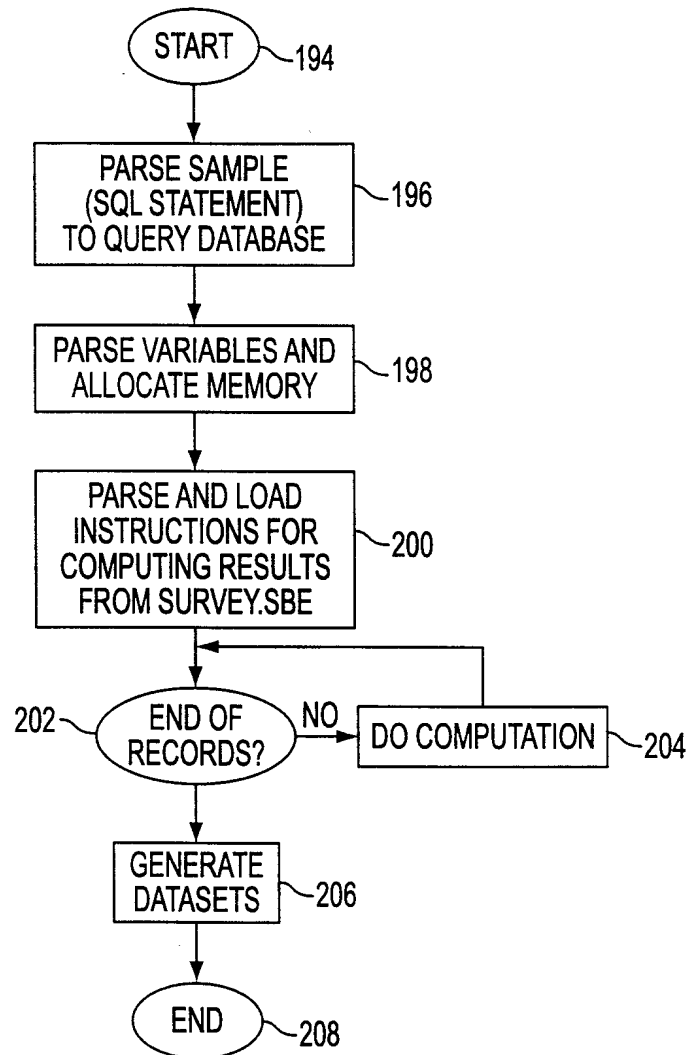 START
194
PARSE SAMPLE
(SQL STATEMENT)
TO QUERY DATABASE
196
PARSE VARIABLES AND
ALLOCATE MEMORY
198
PARSE AND LOAD
INSTRUCTIONS FOR
COMPUTING RESULTS
FROM SURVEY.SBE
200
202
END OF
RECORDS?
NO
DO COMPUTATION
204
GENERATE
DATASETS
206
END
208